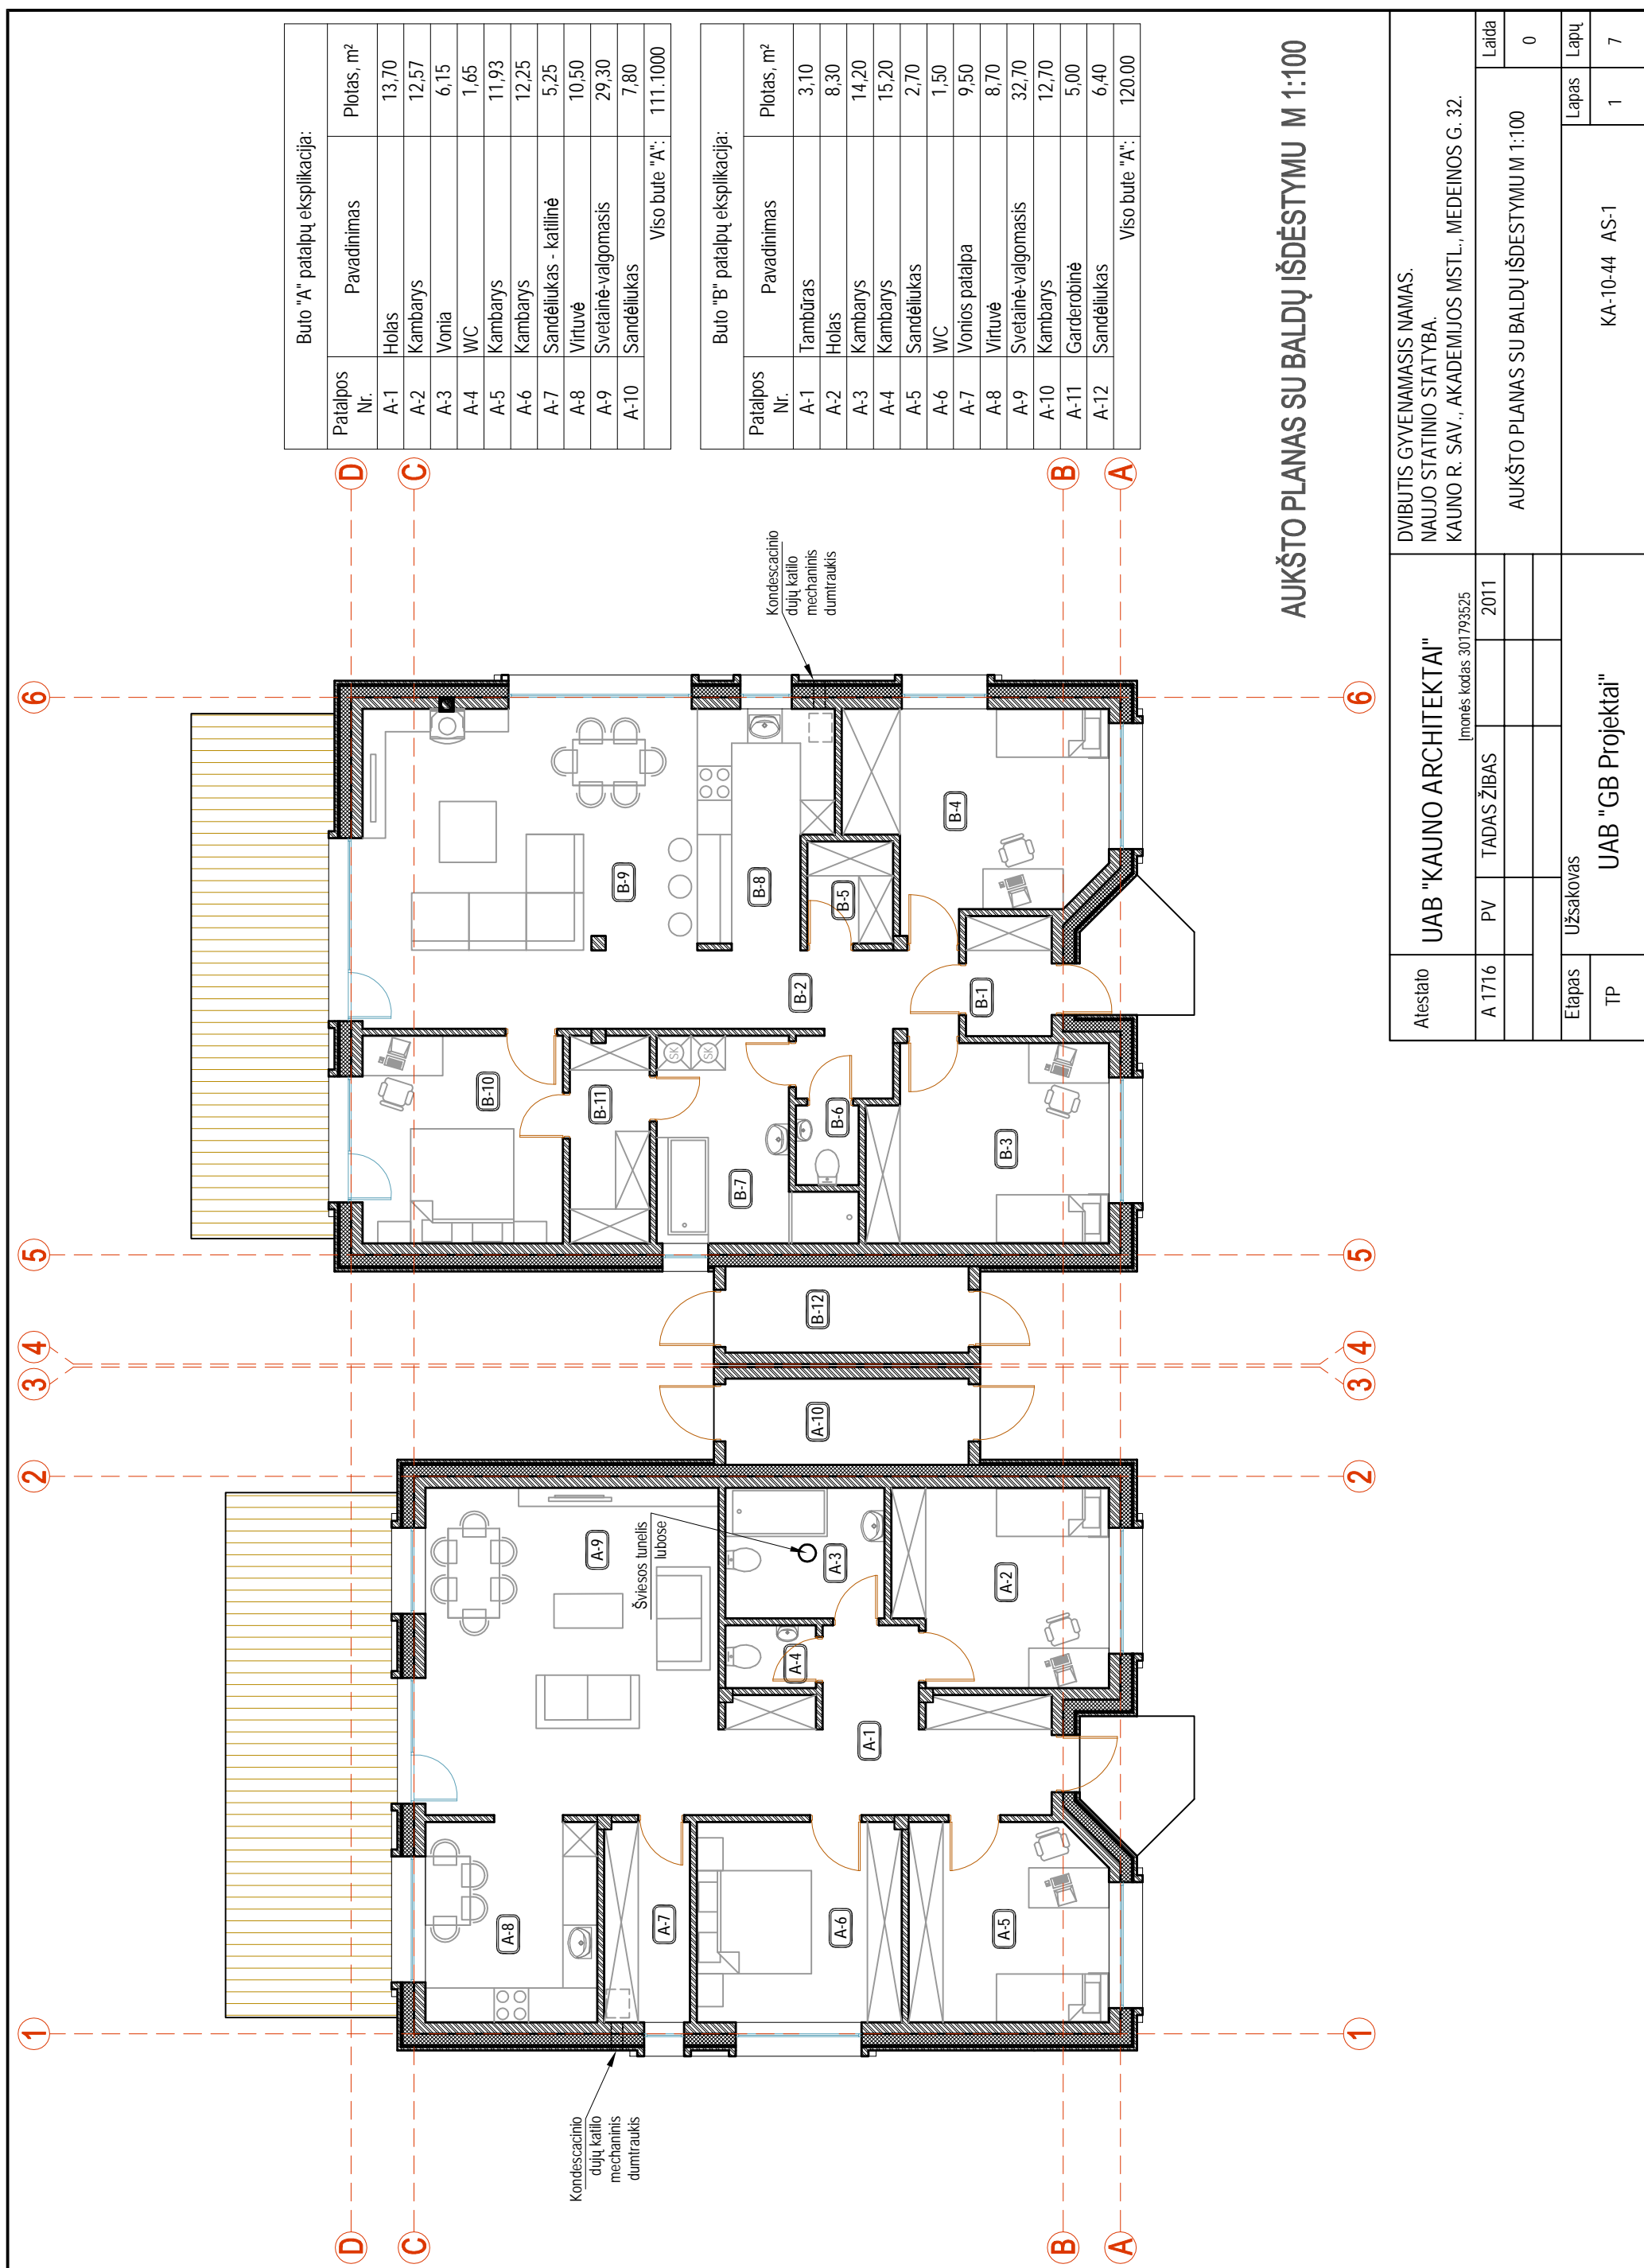 Buto "A" patalpų eksplikacija:
Patalpos Nr. Pavadinimas Plotas, m²
A-1 Holas 13,70
A-2 Kambarys 12,57
A-3 Vonia 6,15
A-4 WC 1,65
A-5 Kambarys 11,93
A-6 Kambarys 12,25
A-7 Sandėliukas - katilinė 5,25
A-8 Virtuvė 10,50
A-9 Svetainė-valgomasis 29,30
A-10 Sandėliukas 7,80
Viso bute "A": 111.1000
Buto "B" patalpų eksplikacija:
Patalpos Nr. Pavadinimas Plotas, m²
A-1 Tambūras 3,10
A-2 Holas 8,30
A-3 Kambarys 14,20
A-4 Kambarys 15,20
A-5 Sandėliukas 2,70
A-6 WC 1,50
A-7 Vonios patalpa 9,50
A-8 Virtuvė 8,70
A-9 Svetainė-valgomasis 32,70
A-10 Kambarys 12,70
A-11 Garderobinė 5,00
A-12 Sandėliukas 6,40
Viso bute "A": 120.00
AUKŠTO PLANAS SU BALDŲ IŠDĖSTYMU M 1:100
1
2
3
4
5
6
1
2
3
4
5
6
D
C
B
A
D
C
B
A
Kondescacinio
dujų katilo
mechaninis
dumtraukis
Kondescacinio
dujų katilo
mechaninis
dumtraukis
Šviesos tunelis
lubose
A-8
A-9
A-7
A-4
A-3
A-6
A-1
A-5
A-2
A-10
B-12
B-10
B-11
B-9
B-7
B-8
B-6
B-2
B-5
B-3
B-1
B-4
SK
SK
Atestato
UAB "KAUNO ARCHITEKTAI"
Įmonės kodas 301793525
DVIBUTIS GYVENAMASIS NAMAS.
NAUJO STATINIO STATYBA.
KAUNO R. SAV., AKADEMIJOS MSTL., MEDEINOS G. 32.
A 1716 PV TADAS ŽIBAS 2011
AUKŠTO PLANAS SU BALDŲ IŠDĖSTYMU M 1:100
Laida
0
Etapas
TP
Užsakovas
UAB "GB Projektai"
KA-10-44 AS-1
Lapas Lapų
1 7